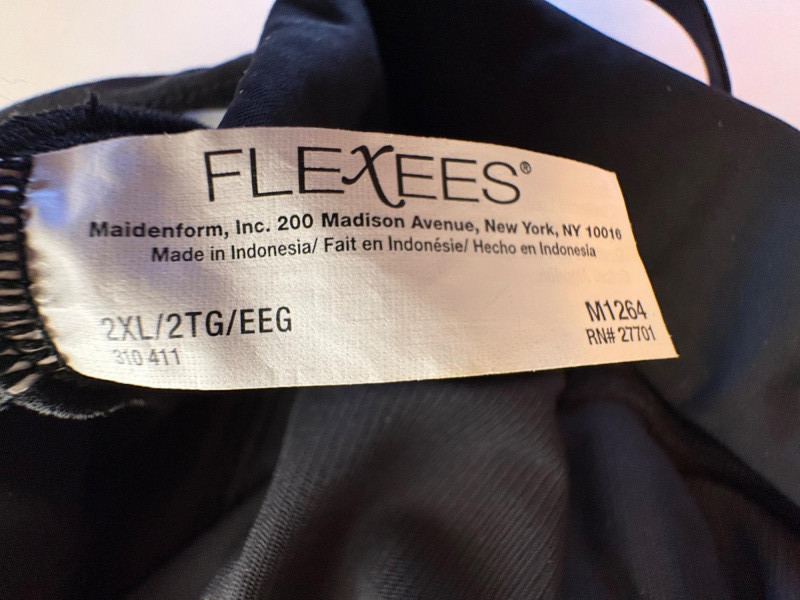 FLEXEES®
Maidenform, Inc. 200 Madison Avenue, New York, NY 10016
Made in Indonesia/ Fait en Indonésie/ Hecho en Indonesia
2XL/2TG/EEG
M1264
310 411
RN# 27701